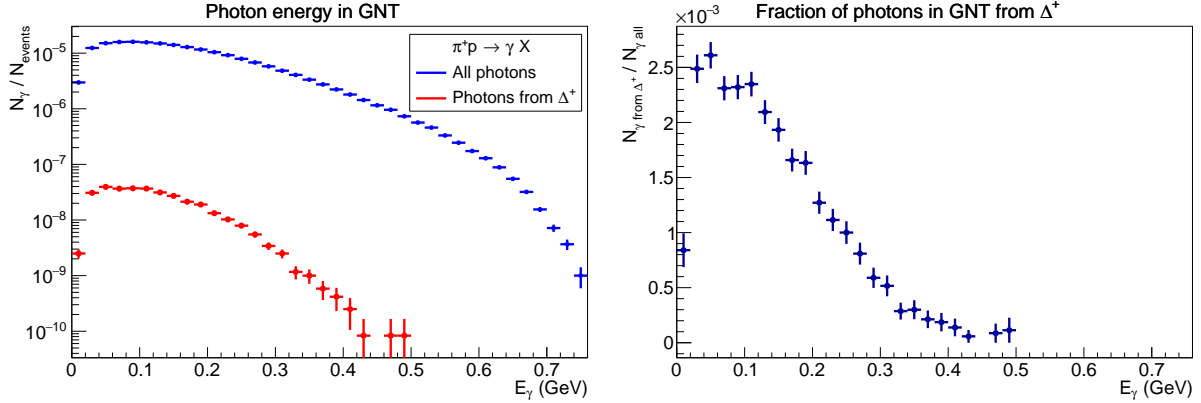 Photon energy in GNT
N_γ / N_events
10⁻⁵
10⁻⁶
10⁻⁷
10⁻⁸
10⁻⁹
10⁻¹⁰
π⁺p → γ X
All photons
Photons from Δ⁺
0 0.1 0.2 0.3 0.4 0.5 0.6 0.7
E_γ (GeV)
Fraction of photons in GNT from Δ⁺
×10⁻³
N_γ from Δ⁺ / N_γ all
2.5
2
1.5
1
0.5
0
0 0.1 0.2 0.3 0.4 0.5 0.6 0.7
E_γ (GeV)